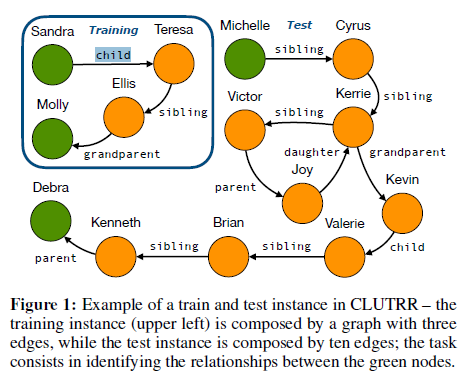 Sandra Training Teresa
child
Ellis
Molly
sibling
grandparent
Michelle Test Cyrus
sibling
Victor
Kerrie
sibling
sibling
daughter
grandparent
Joy
parent
Kevin
Debra
Kenneth
Brian
Valerie
child
sibling
sibling
parent
Figure 1: Example of a train and test instance in CLUTRR – the
training instance (upper left) is composed by a graph with three
edges, while the test instance is composed by ten edges; the task
consists in identifying the relationships between the green nodes.